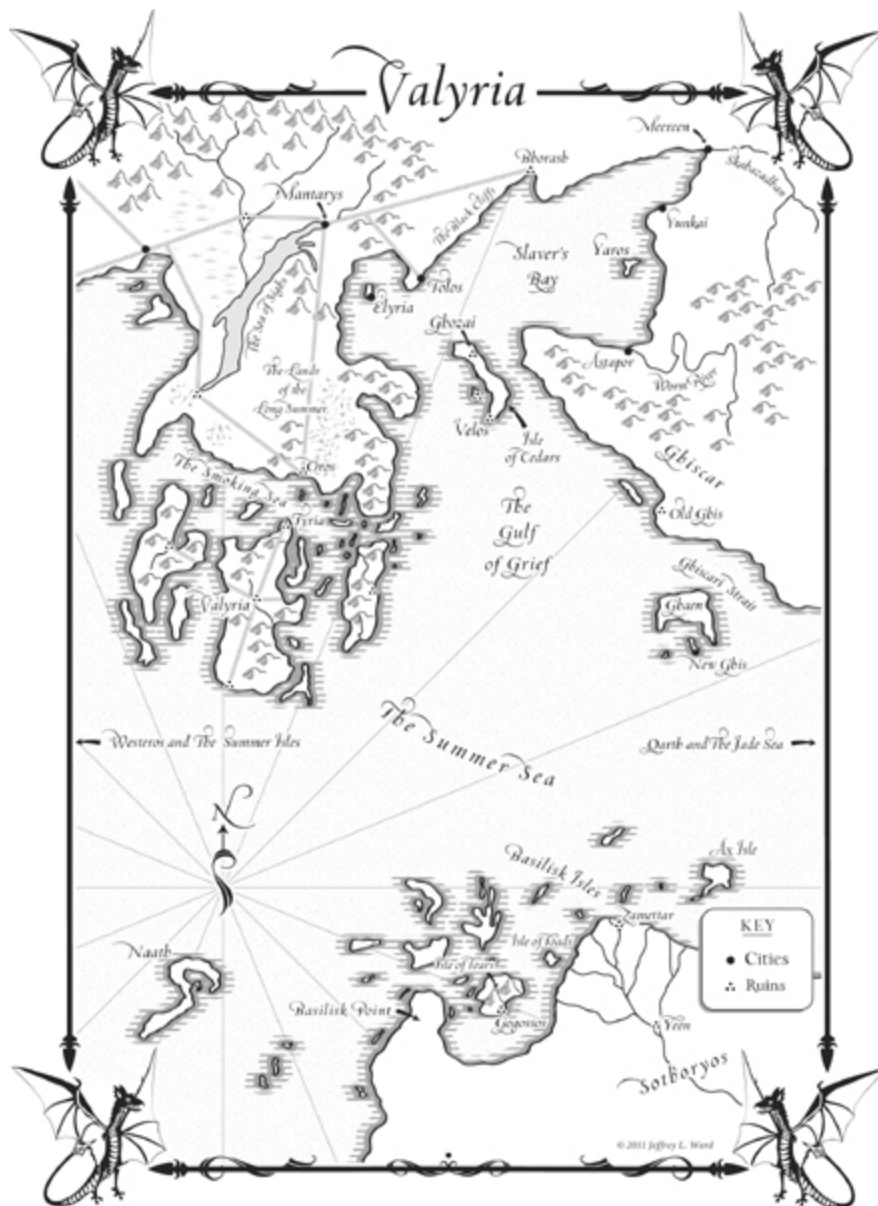 Valyria
Meereen
Bhorash
Skahazadhan
Mantarys
The Black Cliffs
Yunkai
Slaver's
Bay
Yaros
Tolos
Elyria
The Sea of Sighs
Ghozai
Astapor
Worm River
The Lands
of the
Long Summer
Velos
Isle
of Cedars
Ghiscar
Oros
The Smoking Sea
Tyria
The
Gulf
of Grief
Old Ghis
Ghiscari Strait
Valyria
Ghaen
New Ghis
The Summer Sea
Westeros and The Summer Isles
Qarth and The Jade Sea
N
Ax Isle
Basilisk Isles
Zamettar
KEY
Cities
Ruins
Naath
Isle of Toads
Isle of Tears
Basilisk Point
Gogossos
Yeen
Sothoryos
© 2011 Jeffrey L. Ward